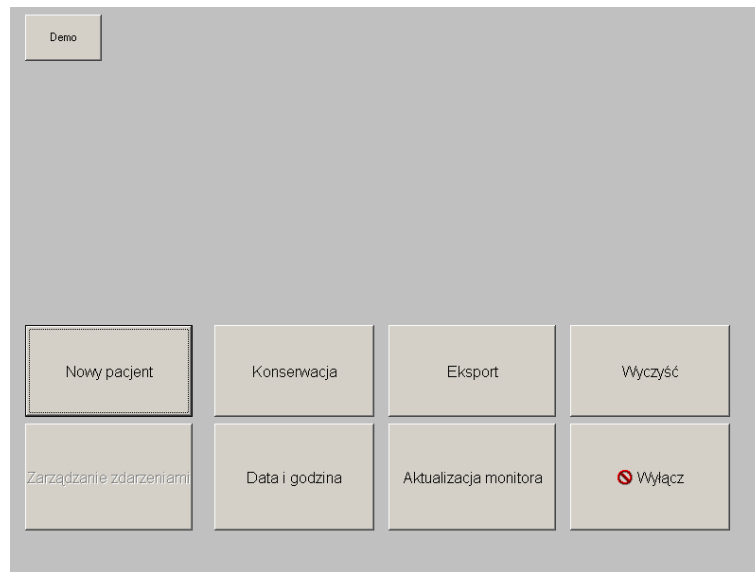 Demo
Nowy pacjent
Konserwacja
Eksport
Wyczyść
Zarządzanie zdarzeniami
Data i godzina
Aktualizacja monitora
Wyłącz